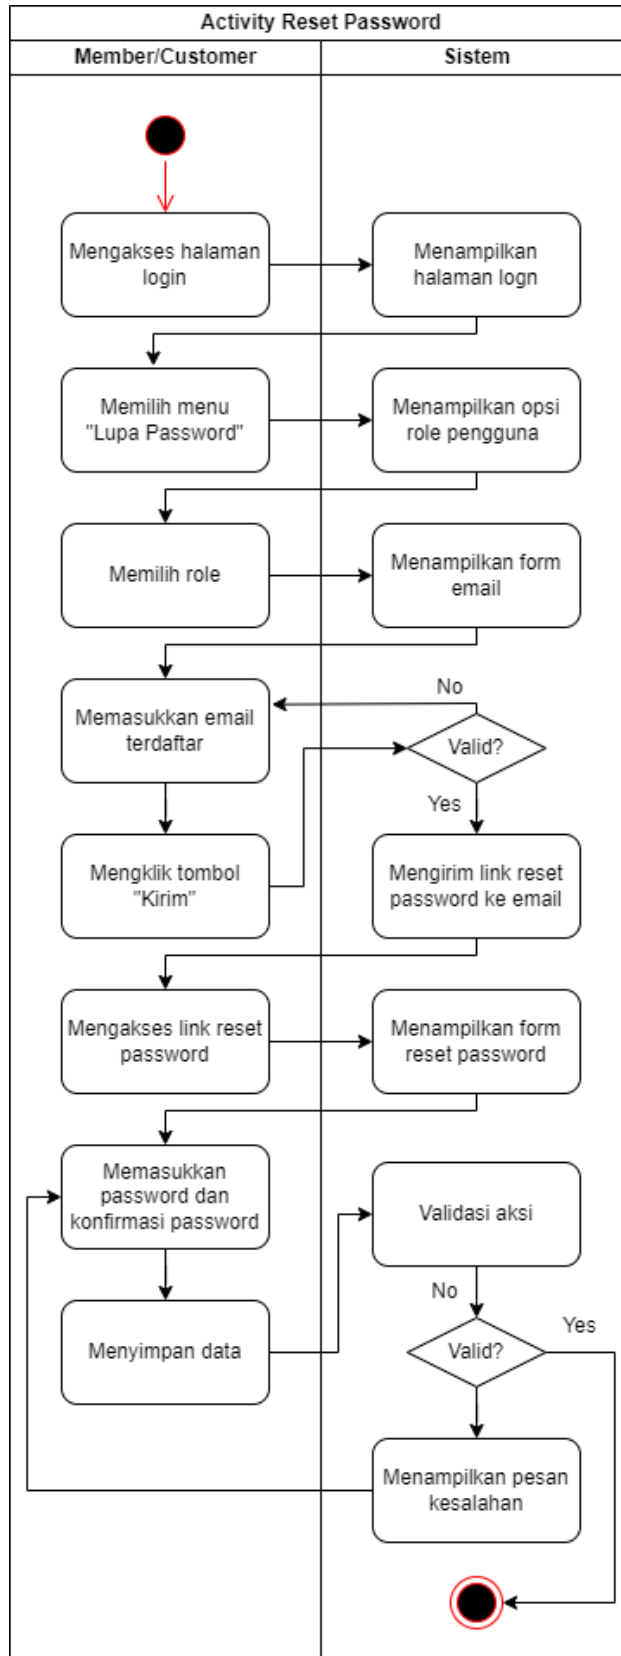 Activity Reset Password
Member/Customer
Sistem
Mengakses halaman
login
Menampilkan
halaman logn
Memilih menu
"Lupa Password"
Menampilkan opsi
role pengguna
Memilih role
Menampilkan form
email
Memasukkan email
terdaftar
No
Valid?
Yes
Mengklik tombol
"Kirim"
Mengirim link reset
password ke email
Mengakses link reset
password
Menampilkan form
reset password
Memasukkan
password dan
konfirmasi password
Validasi aksi
Menyimpan data
No
Yes
Valid?
Menampilkan pesan
kesalahan